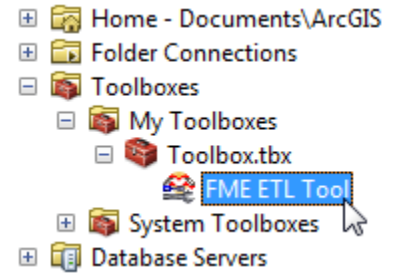 Home - Documents\ArcGIS
Folder Connections
Toolboxes
My Toolboxes
Toolbox.tbx
FME ETL Tool
System Toolboxes
Database Servers